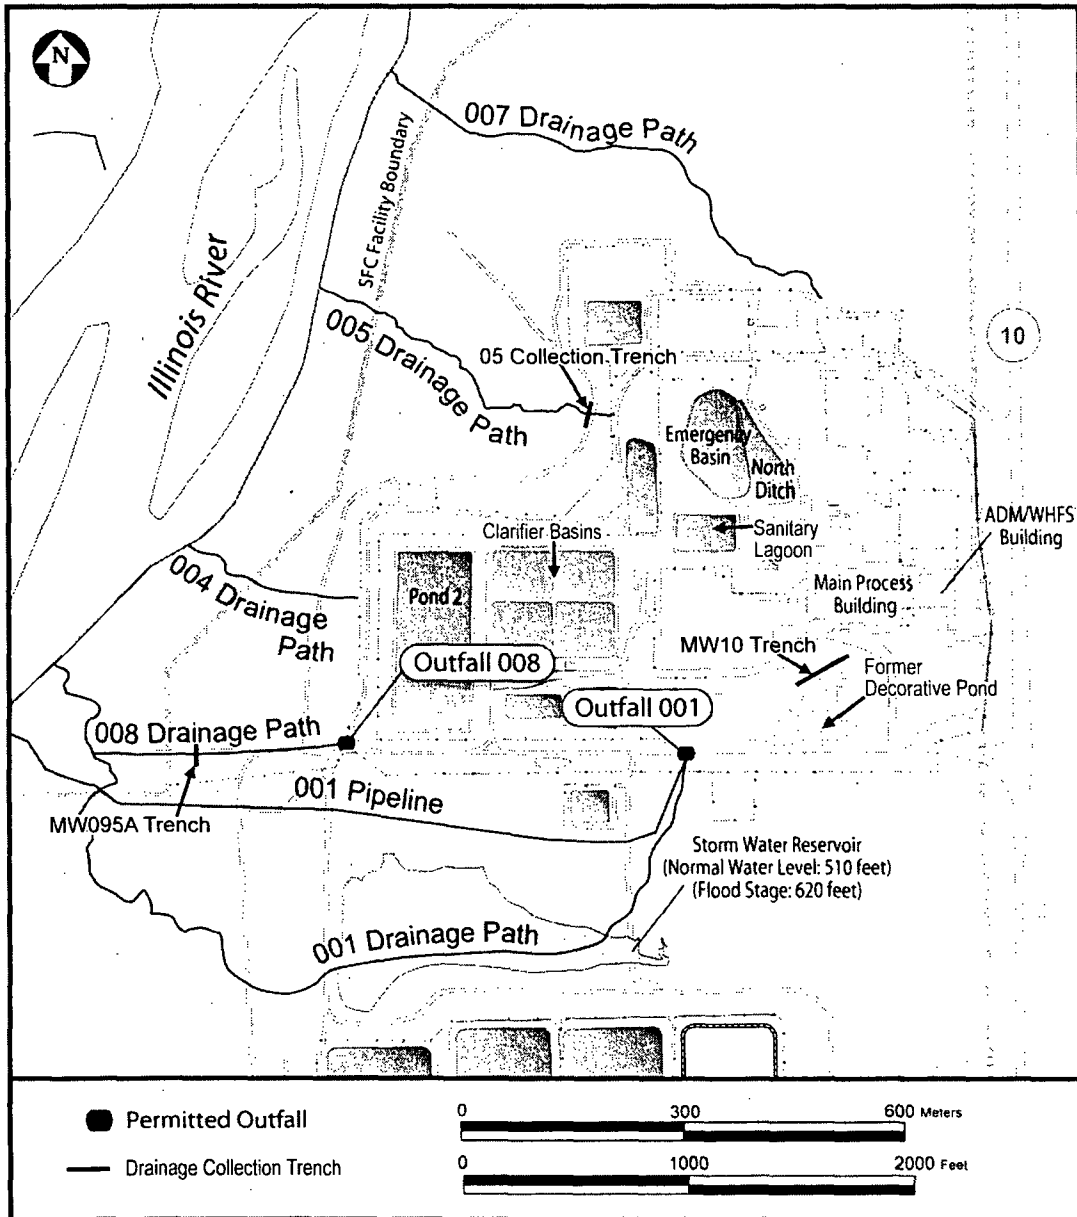 N
007 Drainage Path
SFC Facility Boundary
Illinois River
10
005 Drainage Path
05 Collection Trench
Emergency
Basin
North
Ditch
ADM/WHFS
Building
Clarifier Basins
Sanitary
Lagoon
004 Drainage
Path
Pond 2
Main Process
Building
MW10 Trench
Outfall 008
Former
Decorative Pond
Outfall 001
008 Drainage Path
001 Pipeline
MW095A Trench
Storm Water Reservoir
(Normal Water Level: 510 feet)
(Flood Stage: 620 feet)
001 Drainage Path
Permitted Outfall
0 300 600 Meters
Drainage Collection Trench
0 1000 2000 Feet